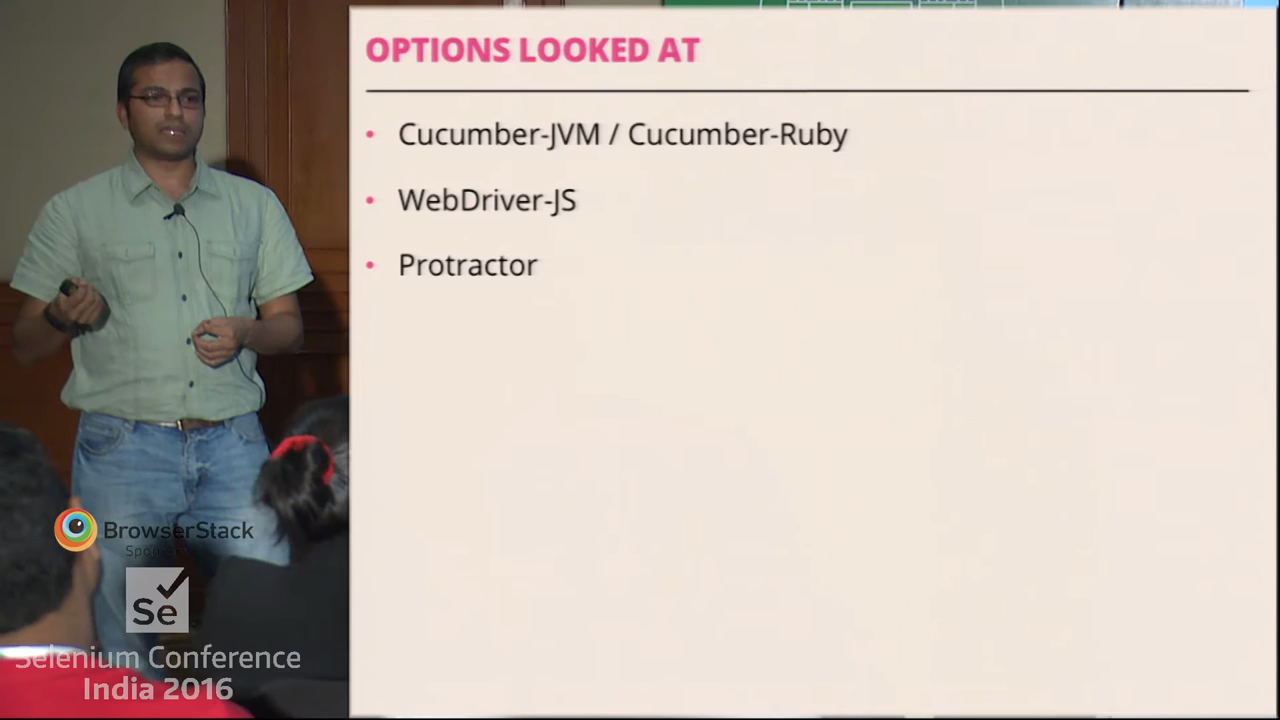 OPTIONS LOOKED AT
• Cucumber-JVM / Cucumber-Ruby
• WebDriver-JS
• Protractor
BrowserStack
Se
Selenium Conference
India 2016